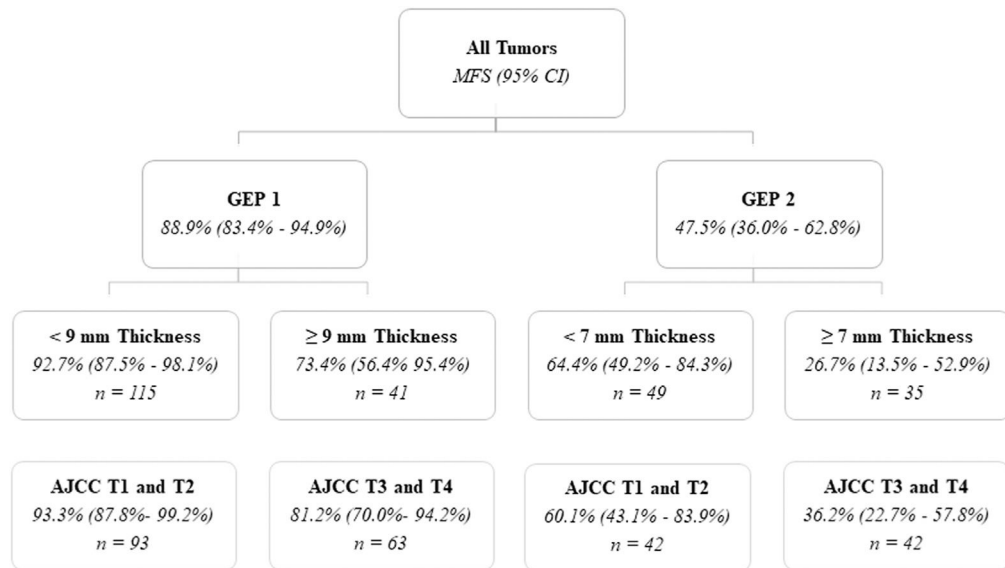 All Tumors
MFS (95% CI)
GEP 1
88.9% (83.4% - 94.9%)
GEP 2
47.5% (36.0% - 62.8%)
< 9 mm Thickness
92.7% (87.5% - 98.1%)
n = 115
≥ 9 mm Thickness
73.4% (56.4% 95.4%)
n = 41
< 7 mm Thickness
64.4% (49.2% - 84.3%)
n = 49
≥ 7 mm Thickness
26.7% (13.5% - 52.9%)
n = 35
AJCC T1 and T2
93.3% (87.8%- 99.2%)
n = 93
AJCC T3 and T4
81.2% (70.0%- 94.2%)
n = 63
AJCC T1 and T2
60.1% (43.1% - 83.9%)
n = 42
AJCC T3 and T4
36.2% (22.7% - 57.8%)
n = 42